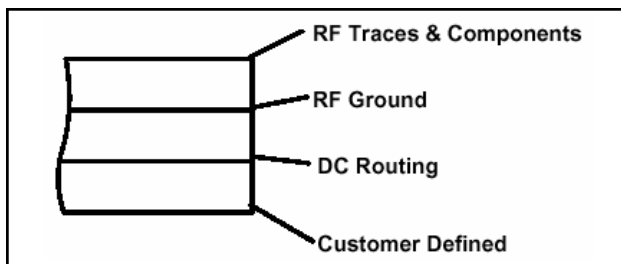 RF Traces & Components
RF Ground
DC Routing
Customer Defined